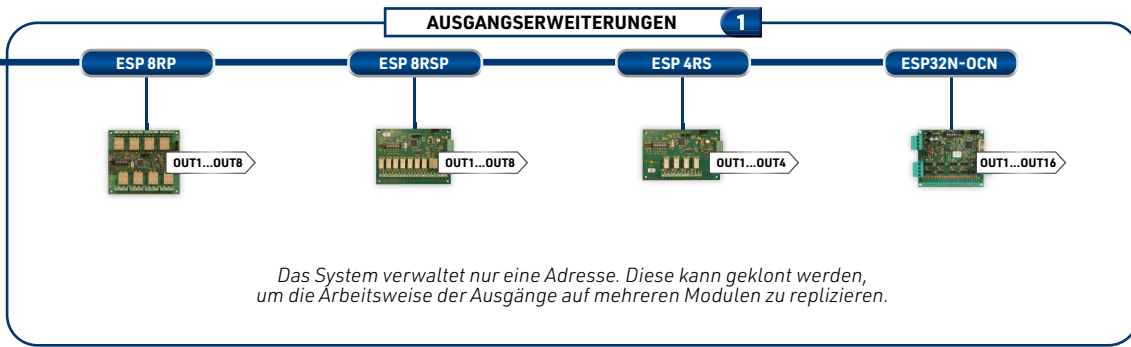 AUSGANGSERWEITERUNGEN 1
ESP 8RP ESP 8RSP ESP 4RS ESP32N-OCN
OUT1...OUT8 OUT1...OUT8 OUT1...OUT4 OUT1...OUT16
Das System verwaltet nur eine Adresse. Diese kann geklont werden,
um die Arbeitsweise der Ausgänge auf mehreren Modulen zu replizieren.